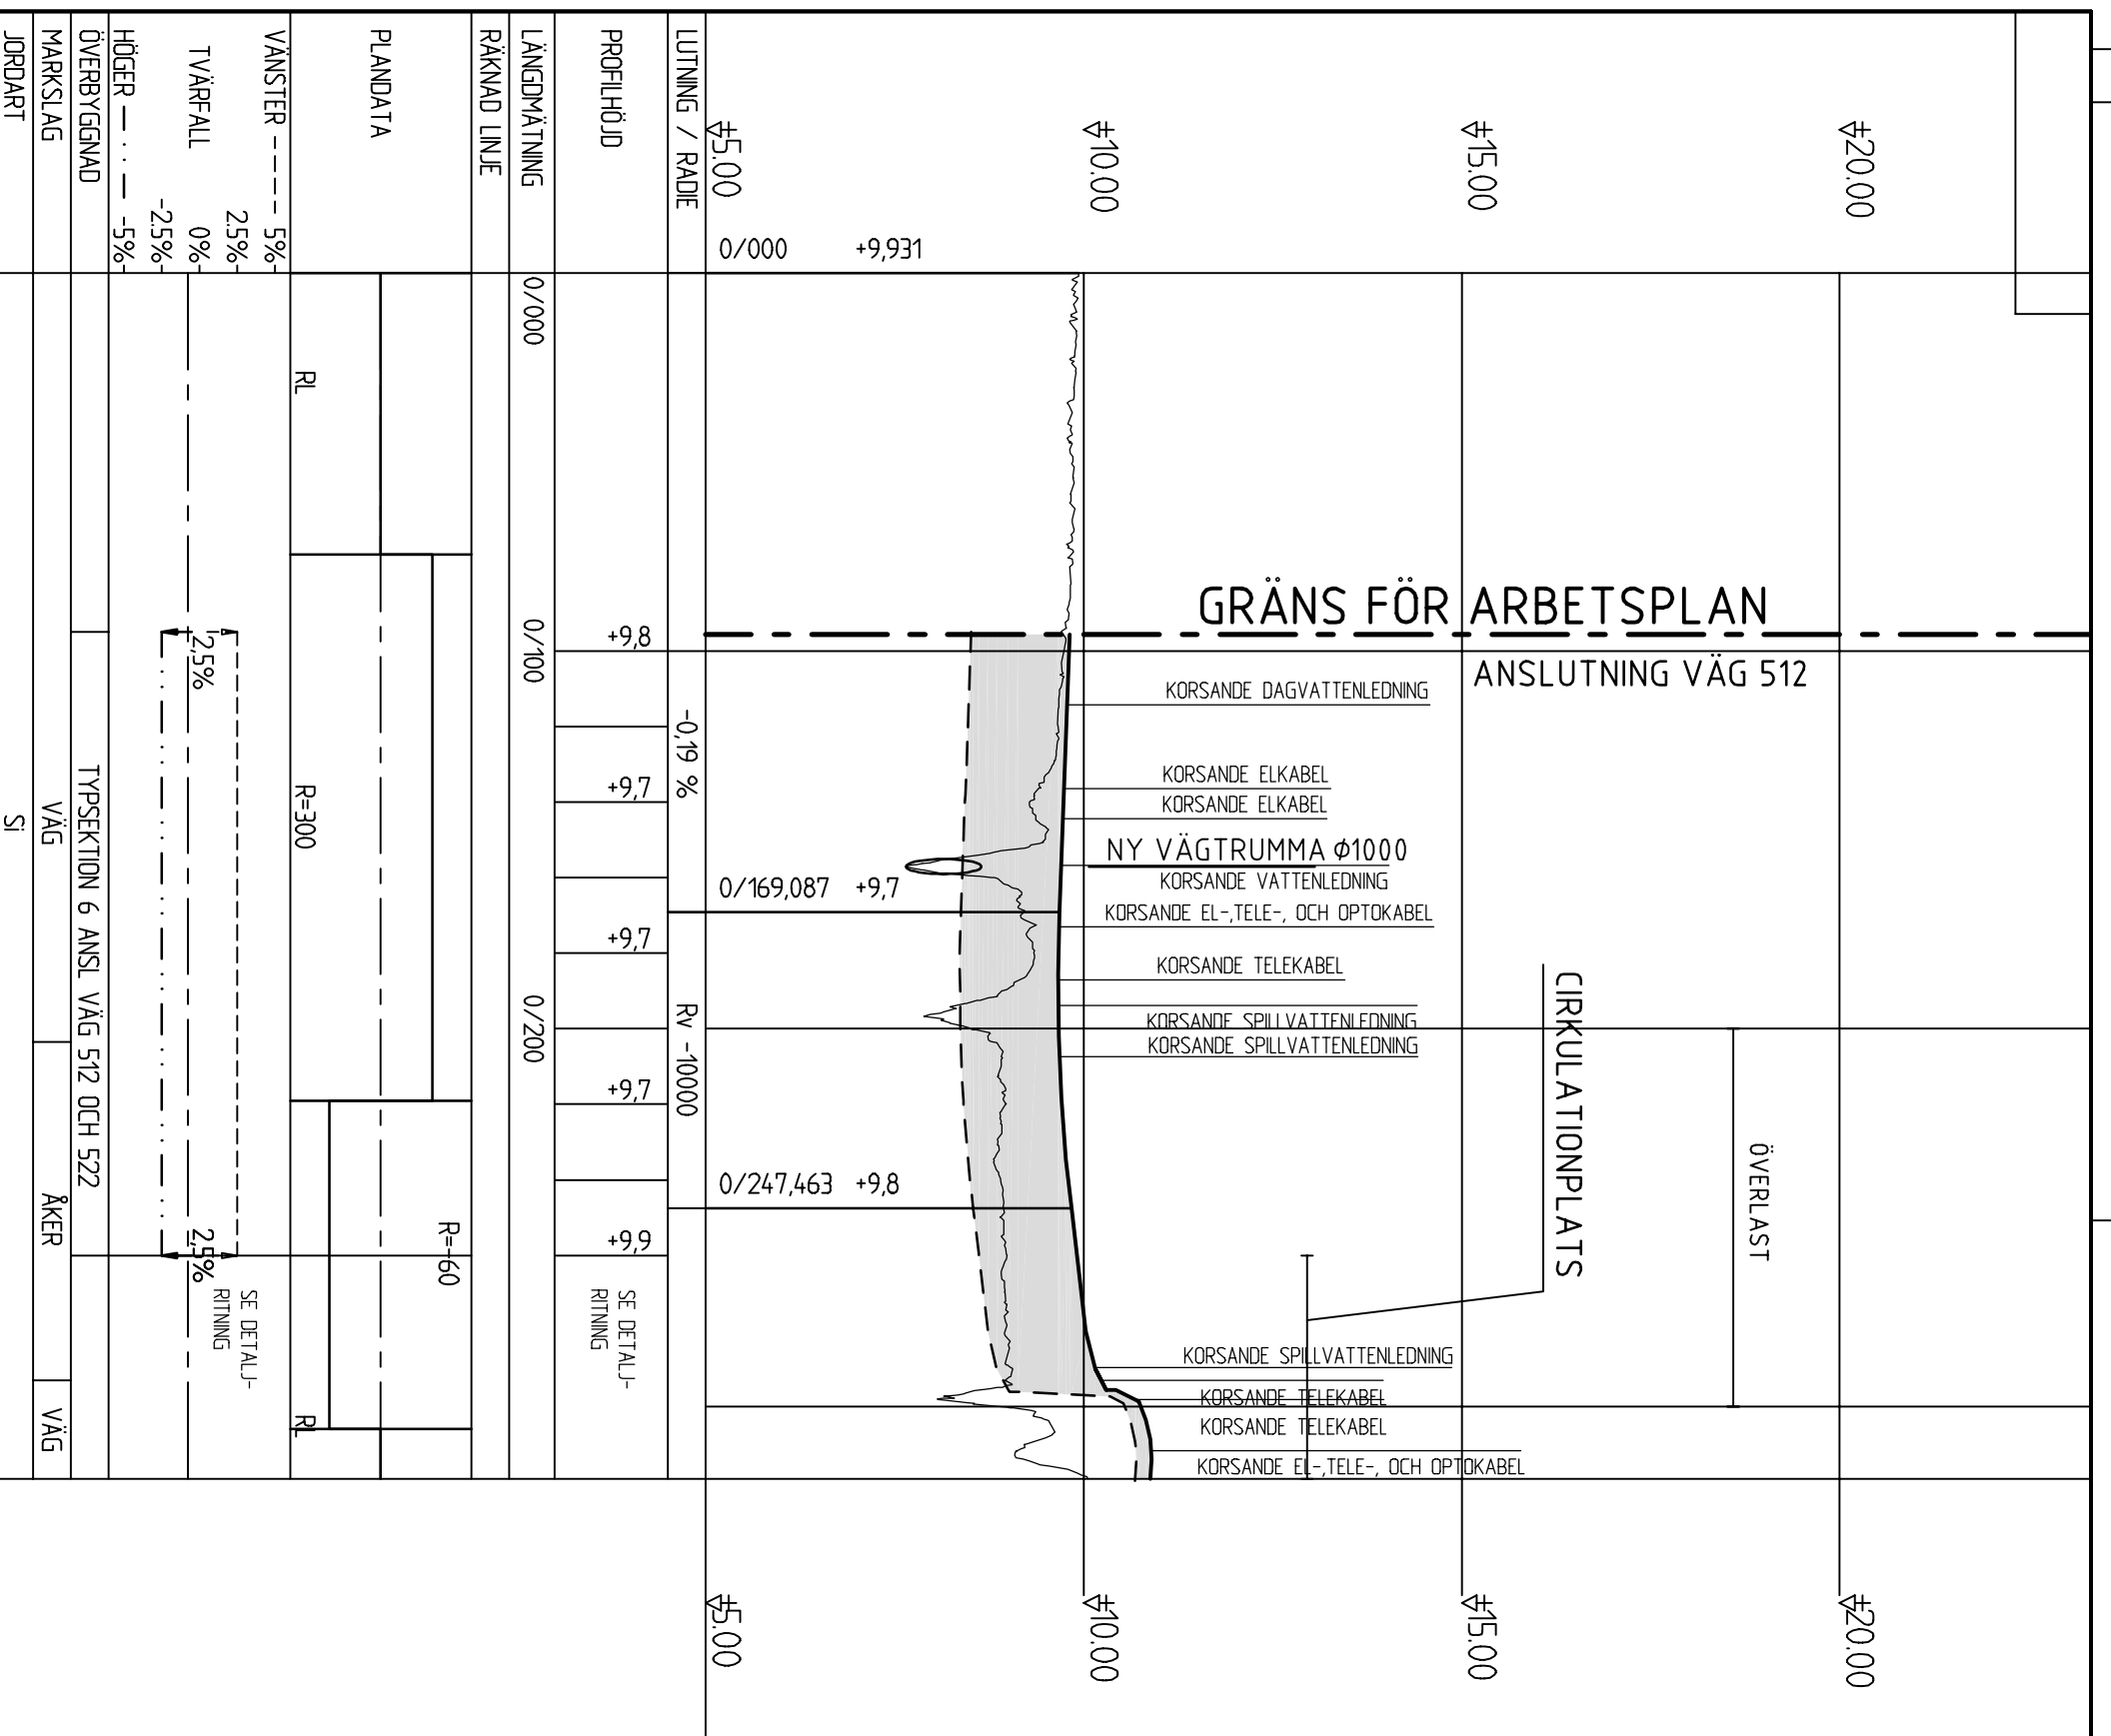 LUTNING / RADIE
PROFILHÖJD
LÄNGDMÄTNING
RÄKNAD LINJE
PLANDATA
VÄNSTER ---- 5%
2.5%
TVÄRFALL 0%
-2.5%
HÖGER — . . — -5%
ÖVERBYGGNAD
MARKSLAG
JORDART
±20.00
±15.00
±10.00
±5.00
±20.00
±15.00
±10.00
±5.00
GRÄNS FÖR ARBETSPLAN
ANSLUTNING VÄG 512
KORSANDE DAGVATTENLEDNING
KORSANDE ELKABEL
KORSANDE ELKABEL
NY VÄGTRUMMA Ø1000
KORSANDE VATTENLEDNING
KORSANDE EL-,TELE-, OCH OPTOKABEL
KORSANDE TELEKABEL
KORSANDE SPILLVATTENLEDNING
KORSANDE SPILLVATTENLEDNING
KORSANDE SPILLVATTENLEDNING
KORSANDE TELEKABEL
KORSANDE TELEKABEL
KORSANDE EL-,TELE-, OCH OPTOKABEL
CIRKULATIONPLATS
ÖVERLAST
0/000 +9,931
0/169,087 +9,7
0/247,463 +9,8
-0,19 %
Rv -10000
+9,8
+9,7
+9,7
+9,7
+9,9
SE DETALJ-
RITNING
0/000
0/100
0/200
RL
R=300
R=-60
RL
2,5%
2,5%
SE DETALJ-
RITNING
TYPSEKTION 6 ANSL VÄG 512 OCH 522
VÄG
ÅKER
VÄG
Si